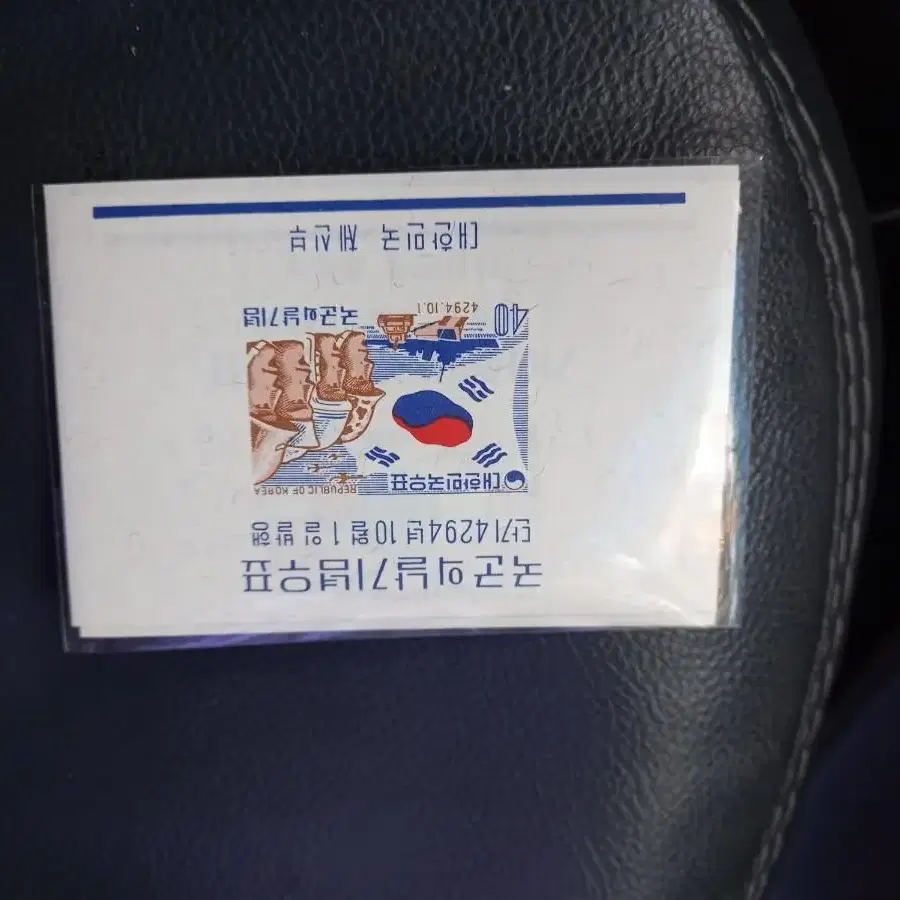 국군의날기념우표
단기4294년10월1일발행
대한민국우표
REPUBLIC OF KOREA
40
4294.10.1
국군의날기념
대한민국 체신부